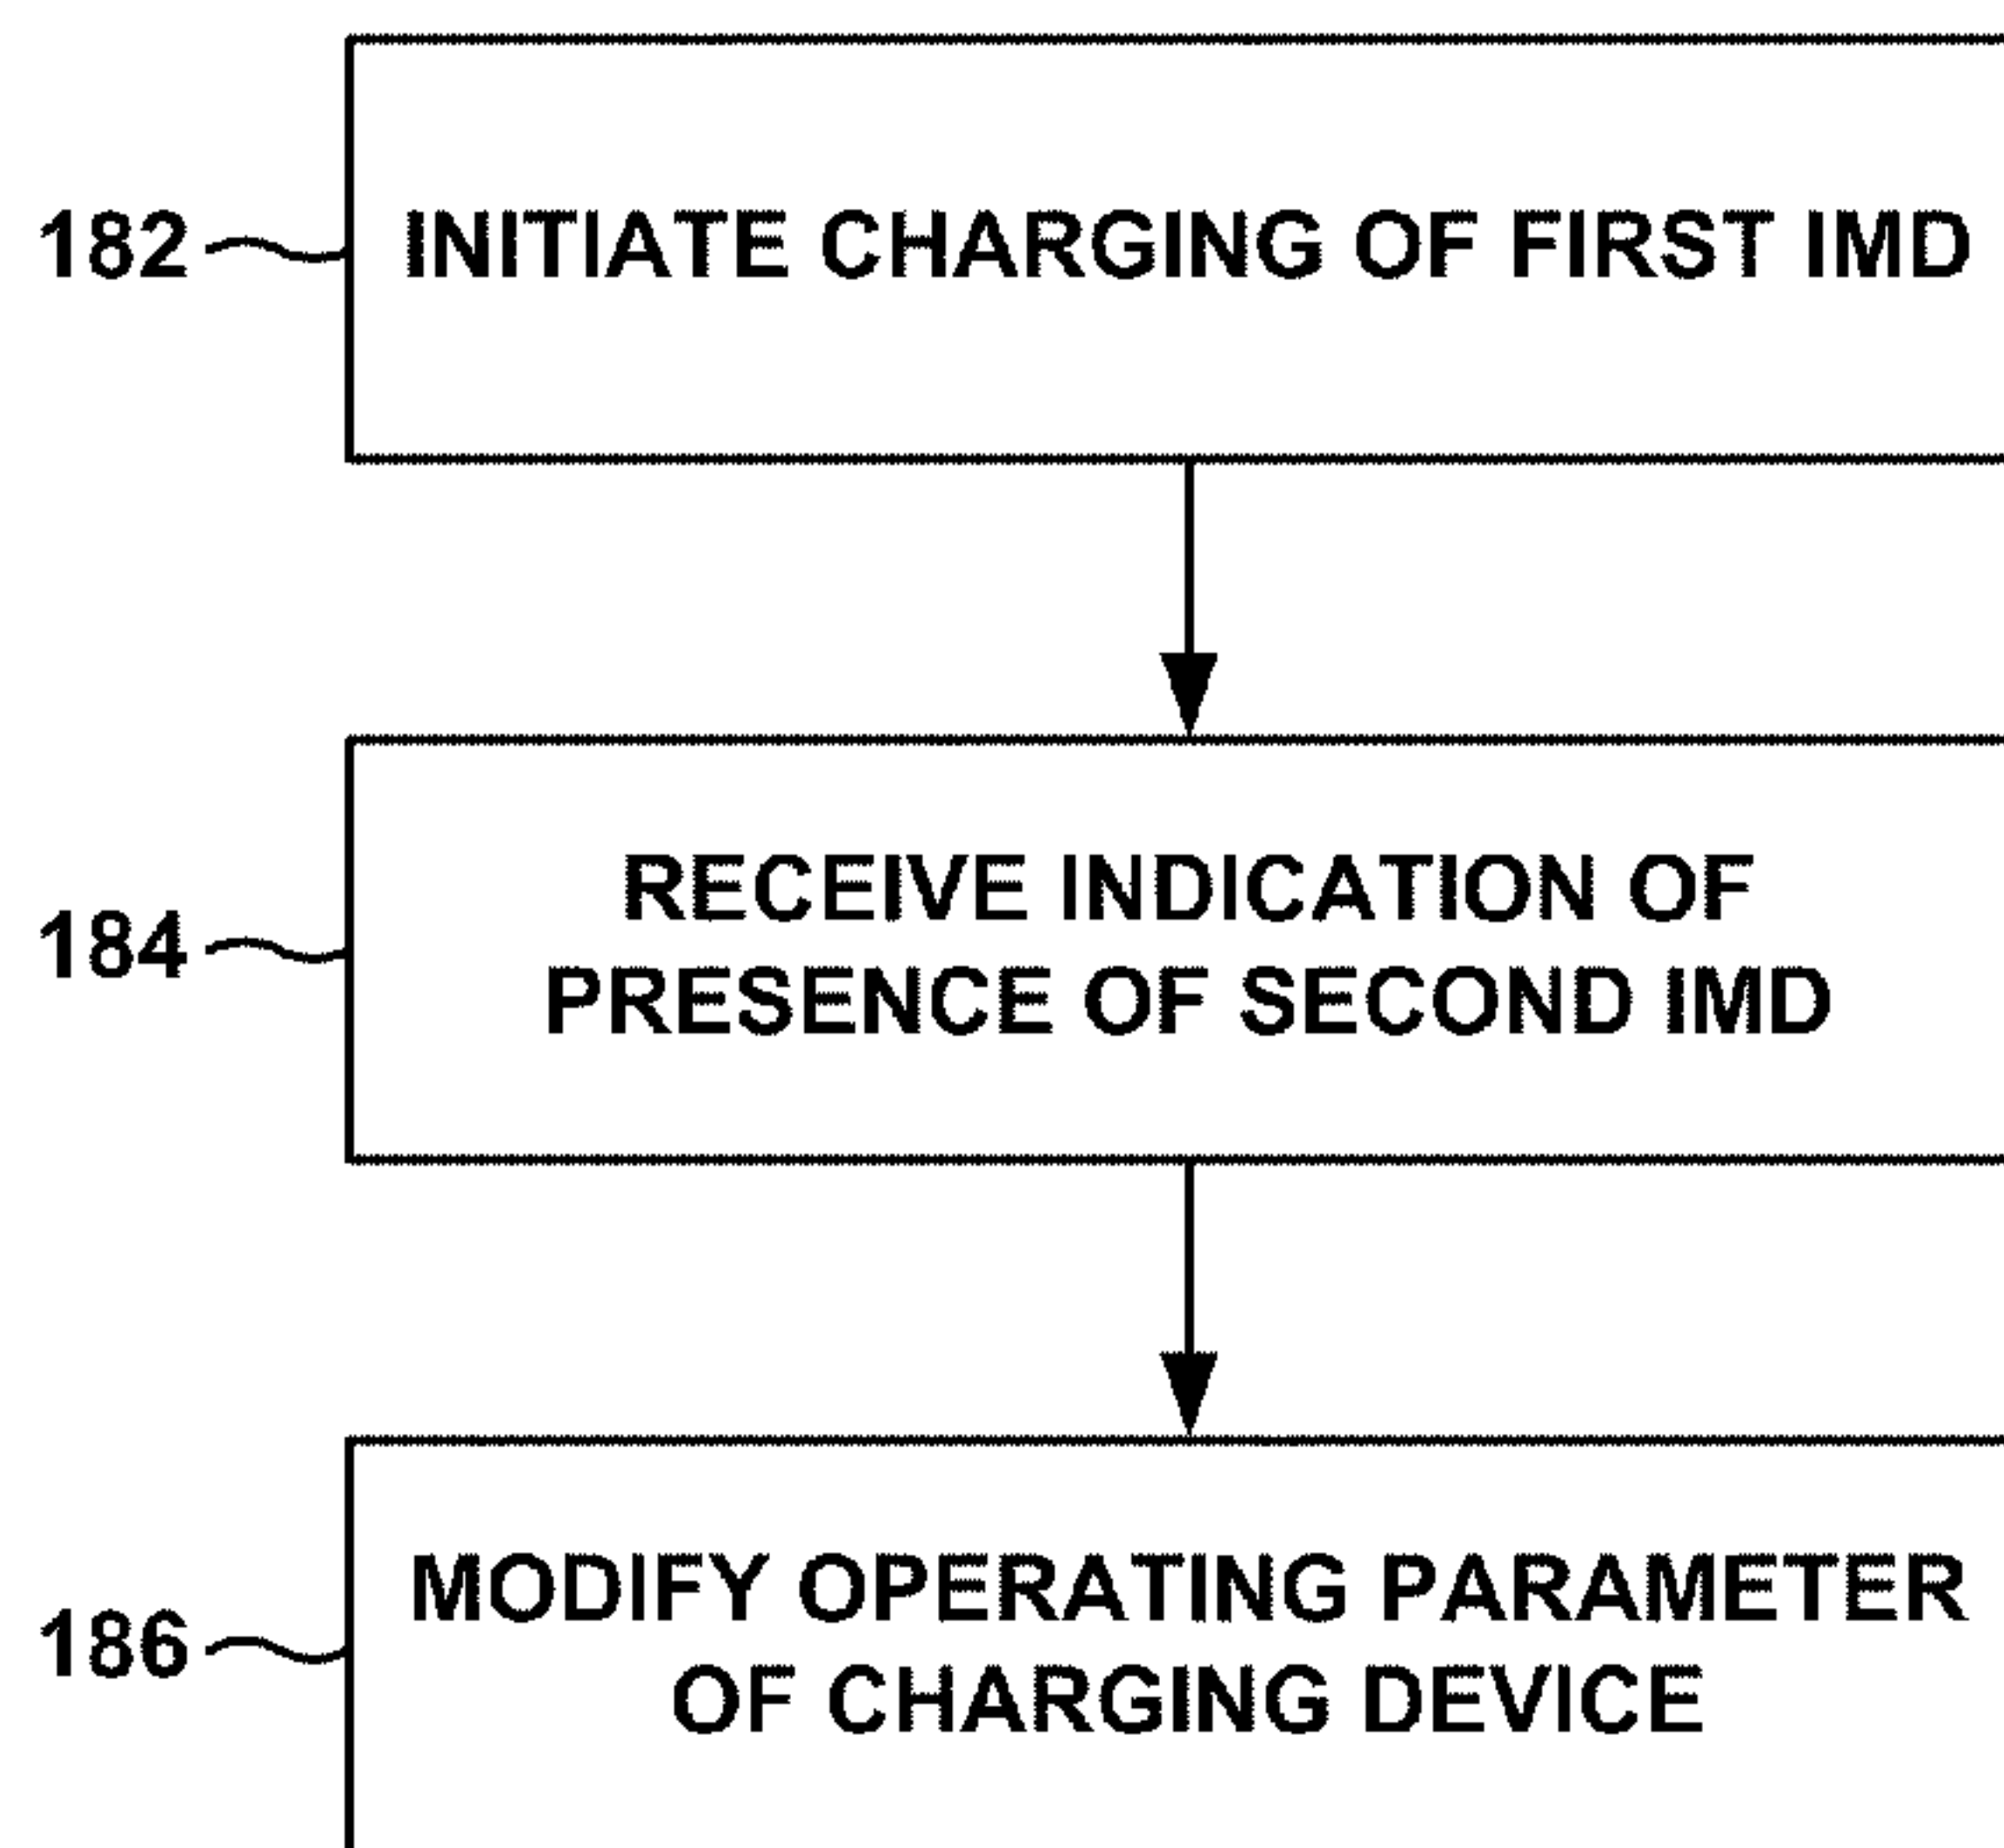 182
INITIATE CHARGING OF FIRST IMD
184
RECEIVE INDICATION OF
PRESENCE OF SECOND IMD
186
MODIFY OPERATING PARAMETER
OF CHARGING DEVICE